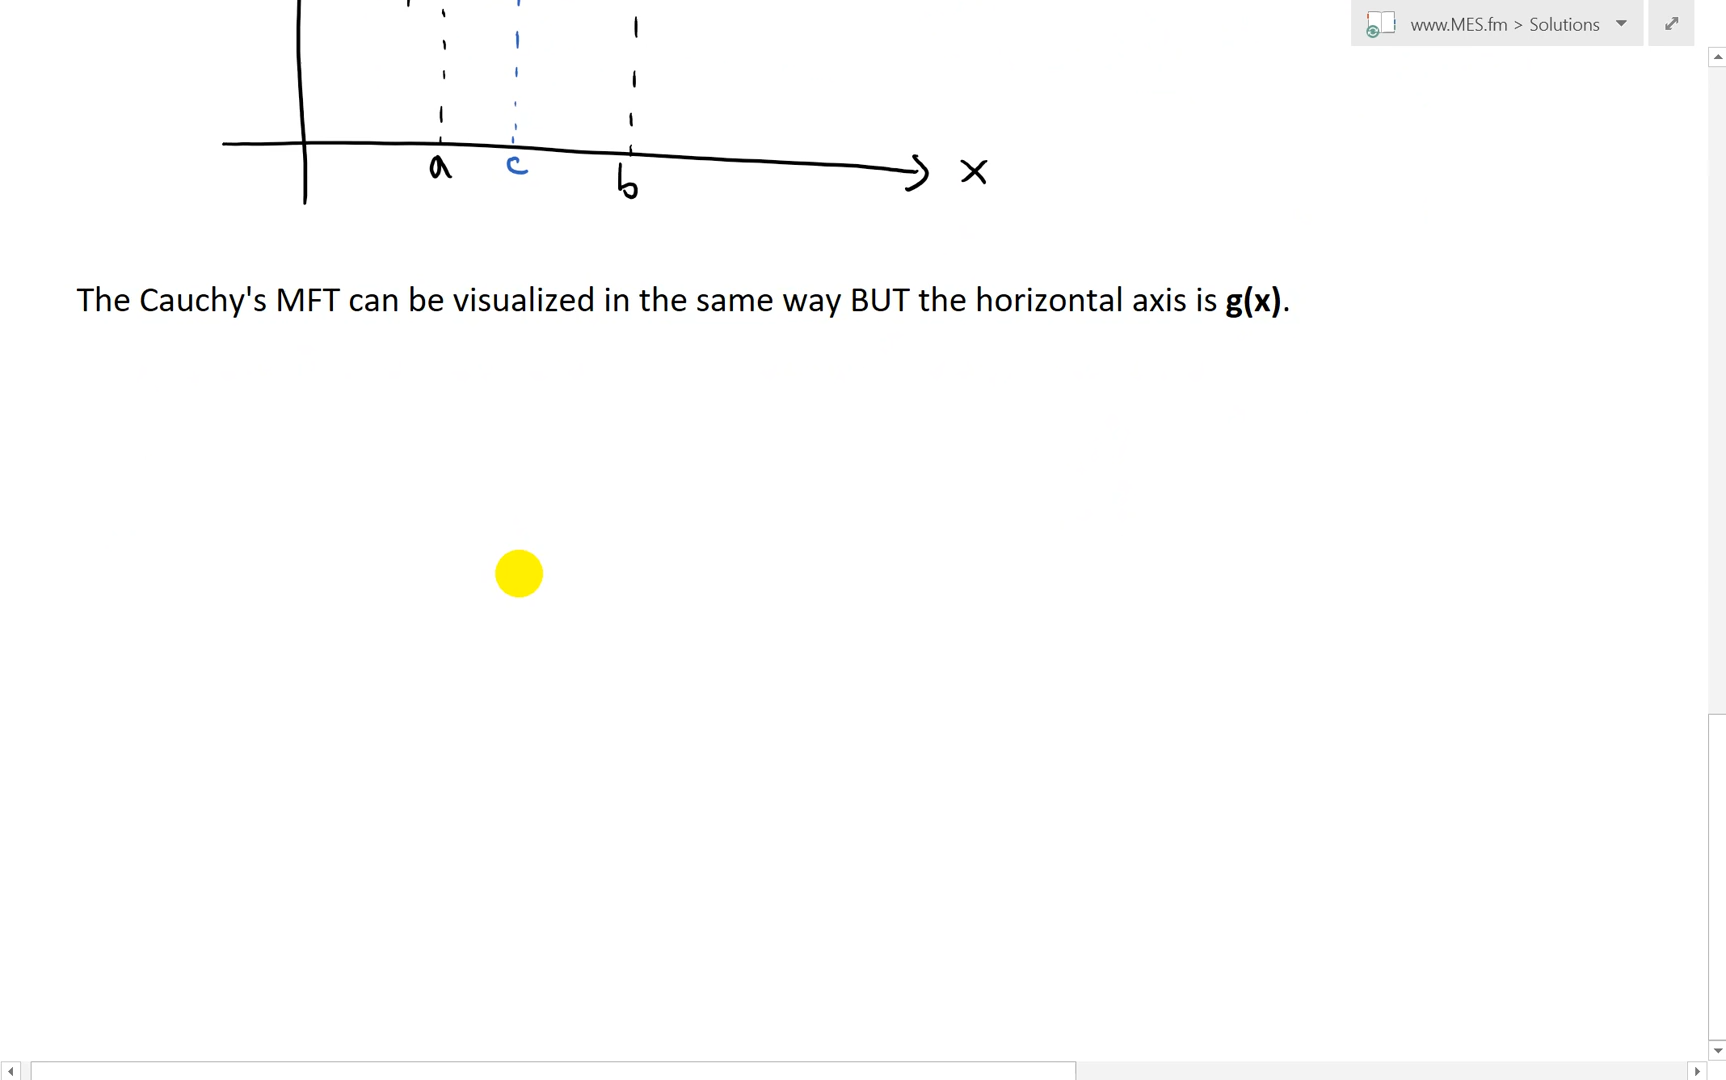 www.MES.fm > Solutions
a c b x
The Cauchy's MFT can be visualized in the same way BUT the horizontal axis is g(x).